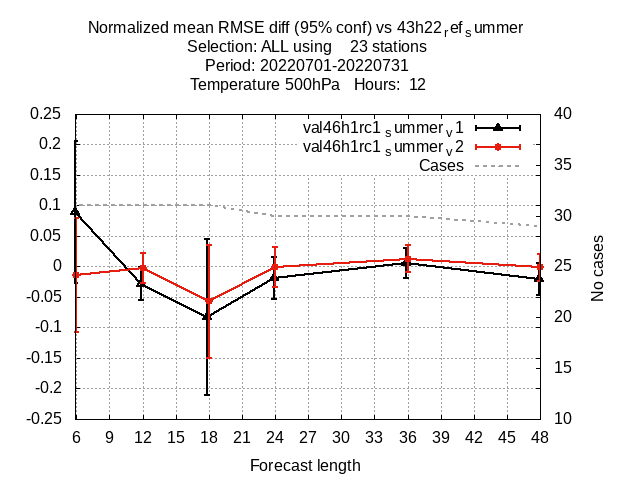 Normalized mean RMSE diff (95% conf) vs 43h22refsummer
Selection: ALL using 23 stations
Period: 20220701-20220731
Temperature 500hPa Hours: 12
val46h1rc1summerv1
val46h1rc1summerv2
Cases
0.25
0.2
0.15
0.1
0.05
0
-0.05
-0.1
-0.15
-0.2
-0.25
40
35
30
25
20
15
10
No cases
6 9 12 15 18 21 24 27 30 33 36 39 42 45 48
Forecast length